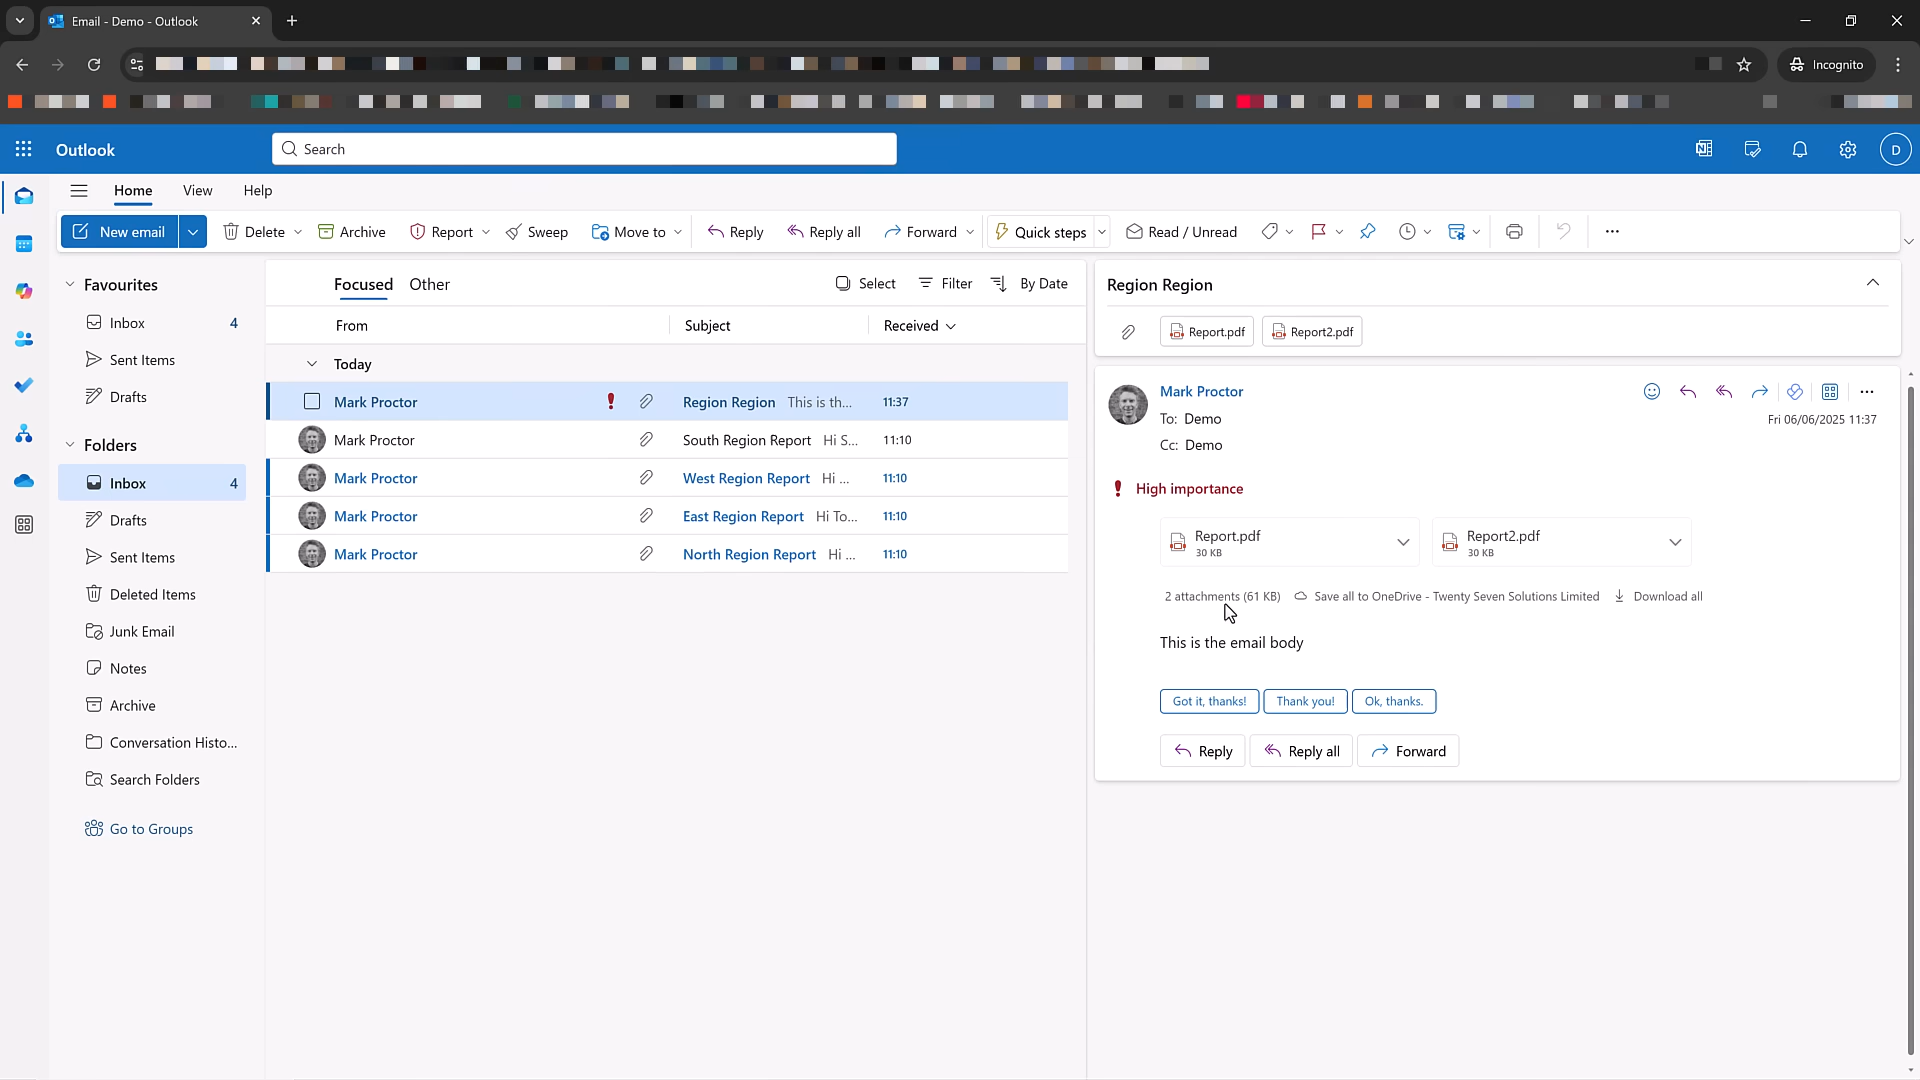 Email - Demo - Outlook
Incognito
Outlook
Search
D
Home View Help
New email Delete Archive Report Sweep Move to Reply Reply all Forward Quick steps Read / Unread
Favourites
Inbox 4
Sent Items
Drafts
Folders
Inbox 4
Drafts
Sent Items
Deleted Items
Junk Email
Notes
Archive
Conversation Histo...
Search Folders
Go to Groups
Focused Other Select Filter By Date
From Subject Received
Today
Mark Proctor Region Region This is th... 11:37
Mark Proctor South Region Report Hi S... 11:10
Mark Proctor West Region Report Hi ... 11:10
Mark Proctor East Region Report Hi To... 11:10
Mark Proctor North Region Report Hi ... 11:10
Region Region
Report.pdf Report2.pdf
Mark Proctor
To: Demo Fri 06/06/2025 11:37
Cc: Demo
High importance
Report.pdf Report2.pdf
30 KB 30 KB
2 attachments (61 KB) Save all to OneDrive - Twenty Seven Solutions Limited Download all
This is the email body
Got it, thanks! Thank you! Ok, thanks.
Reply Reply all Forward